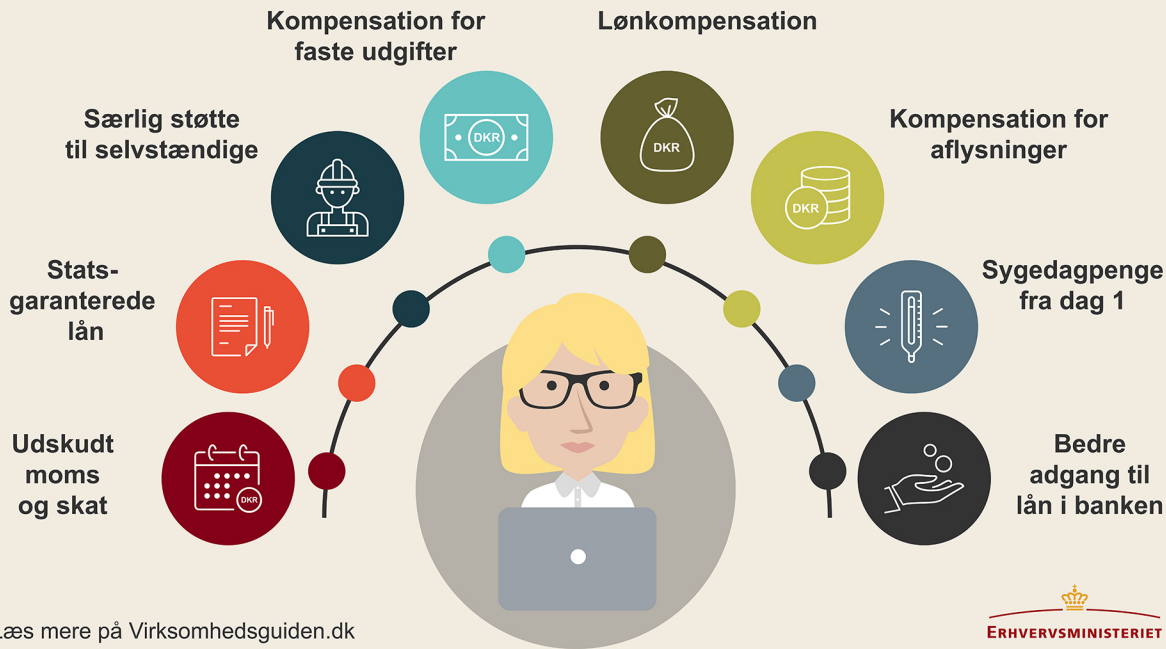 Kompensation for
faste udgifter
Lønkompensation
Særlig støtte
til selvstændige
DKR
DKR
Kompensation for
aflysninger
DKR
Stats-
garanterede
lån
Sygedagpenge
fra dag 1
Udskudt
moms
og skat
DKR
Bedre
adgang til
lån i banken
Læs mere på Virksomhedsguiden.dk
ERHVERVSMINISTERIET